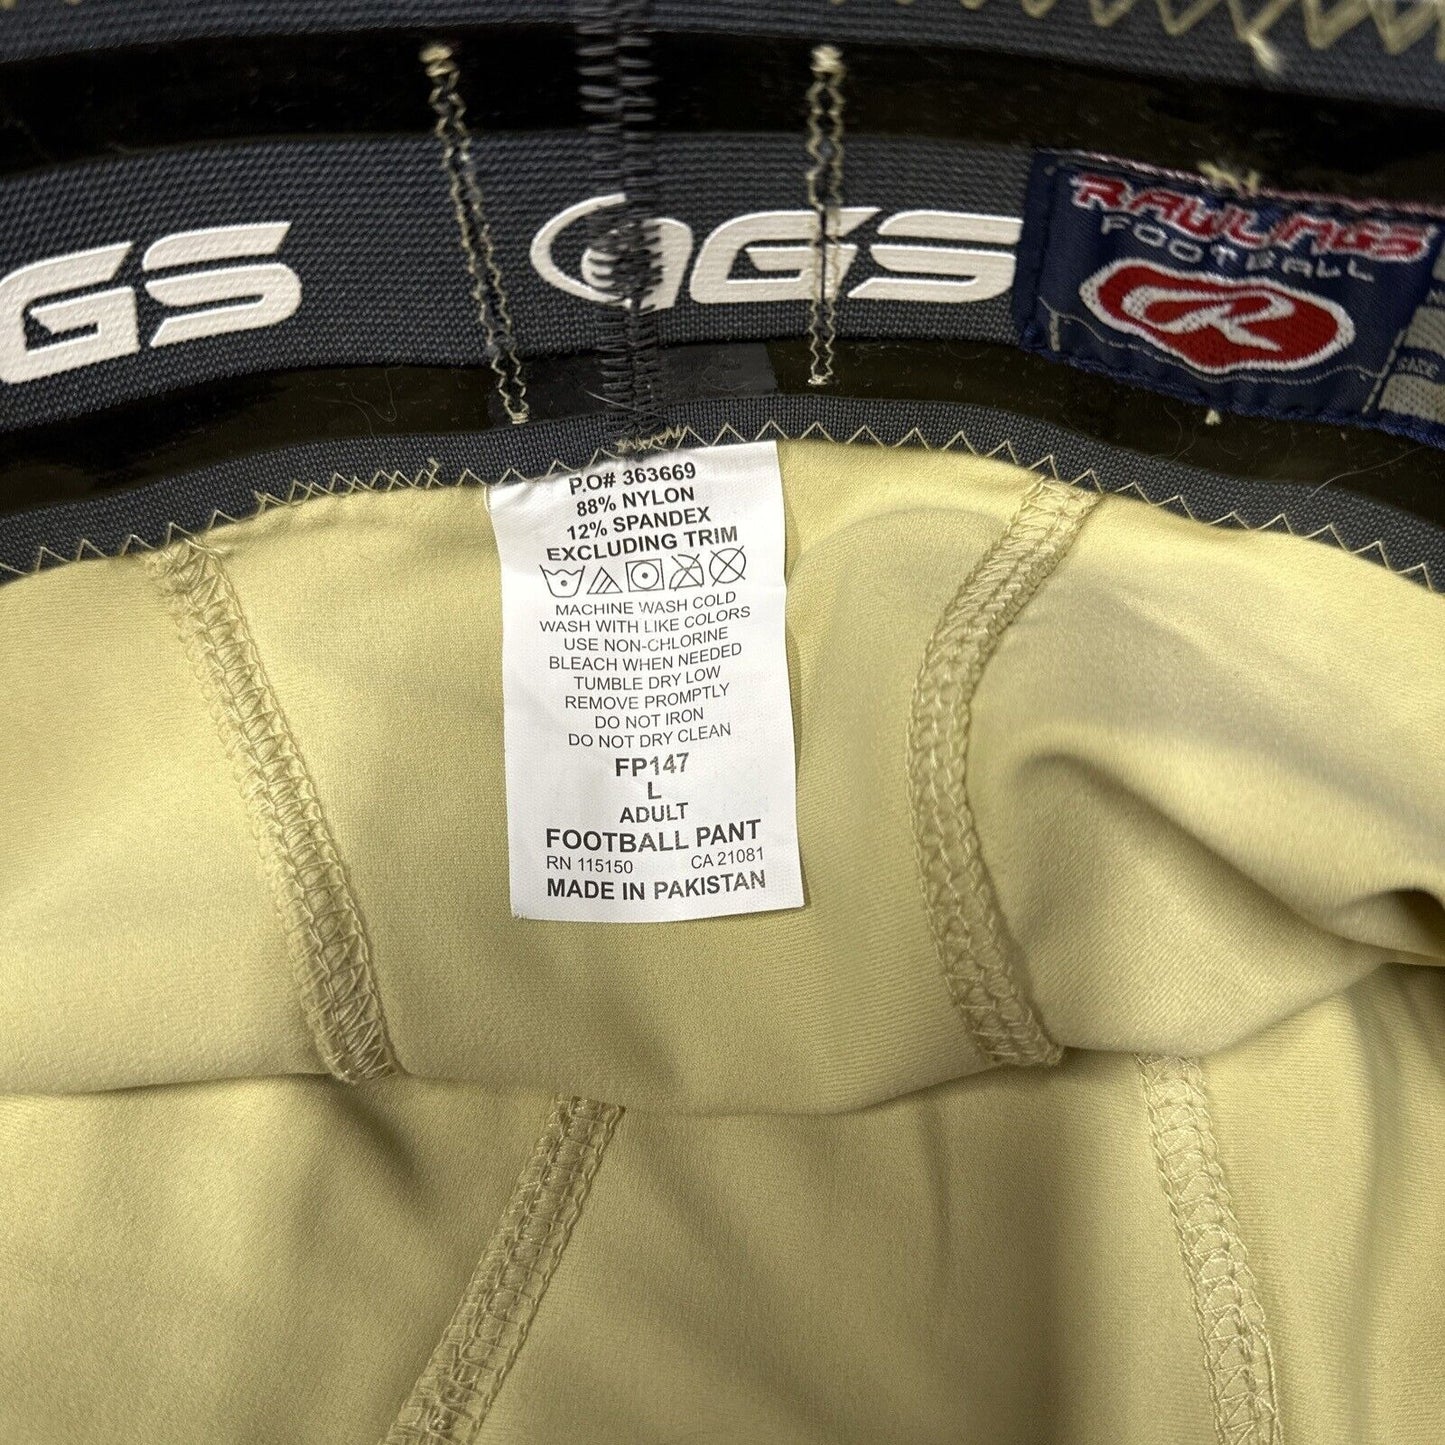 GS
GS
RAWLINGS
FOOTBALL
R
P.O# 363669
88% NYLON
12% SPANDEX
EXCLUDING TRIM
MACHINE WASH COLD
WASH WITH LIKE COLORS
USE NON-CHLORINE
BLEACH WHEN NEEDED
TUMBLE DRY LOW
REMOVE PROMPTLY
DO NOT IRON
DO NOT DRY CLEAN
FP147
L
ADULT
FOOTBALL PANT
RN 115150 CA 21081
MADE IN PAKISTAN